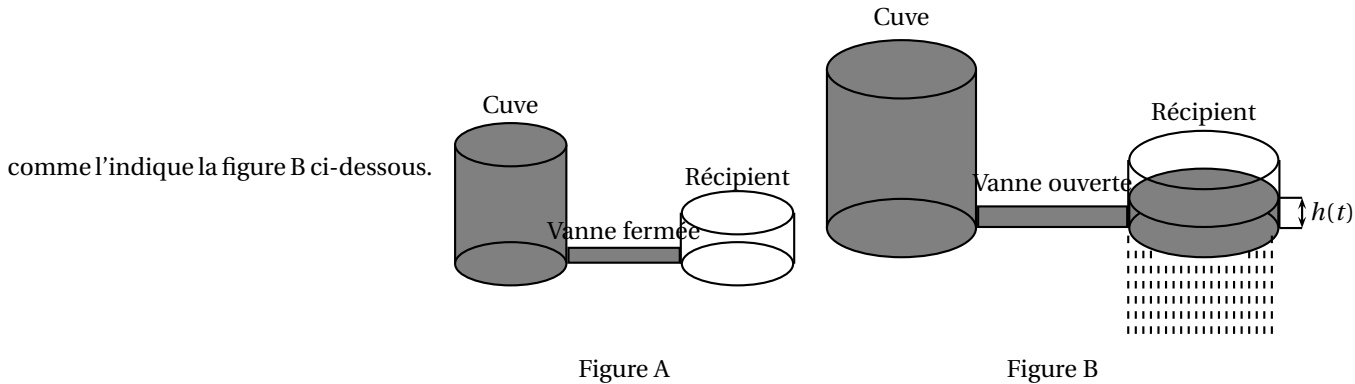 Cuve
Récipient
Cuve
comme l'indique la figure B ci-dessous.
Récipient
Vanne ouverte
h(t)
Vanne fermée
Figure A
Figure B